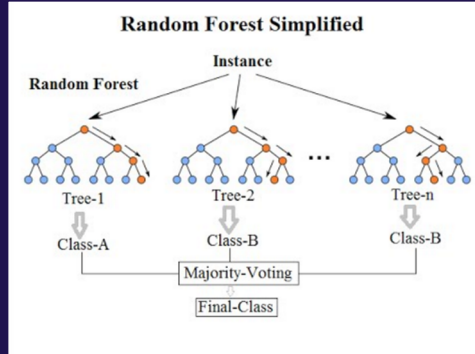 Random Forest Simplified
Instance
Random Forest
...
Tree-1
Tree-2
Tree-n
Class-A
Class-B
Class-B
Majority-Voting
Final-Class